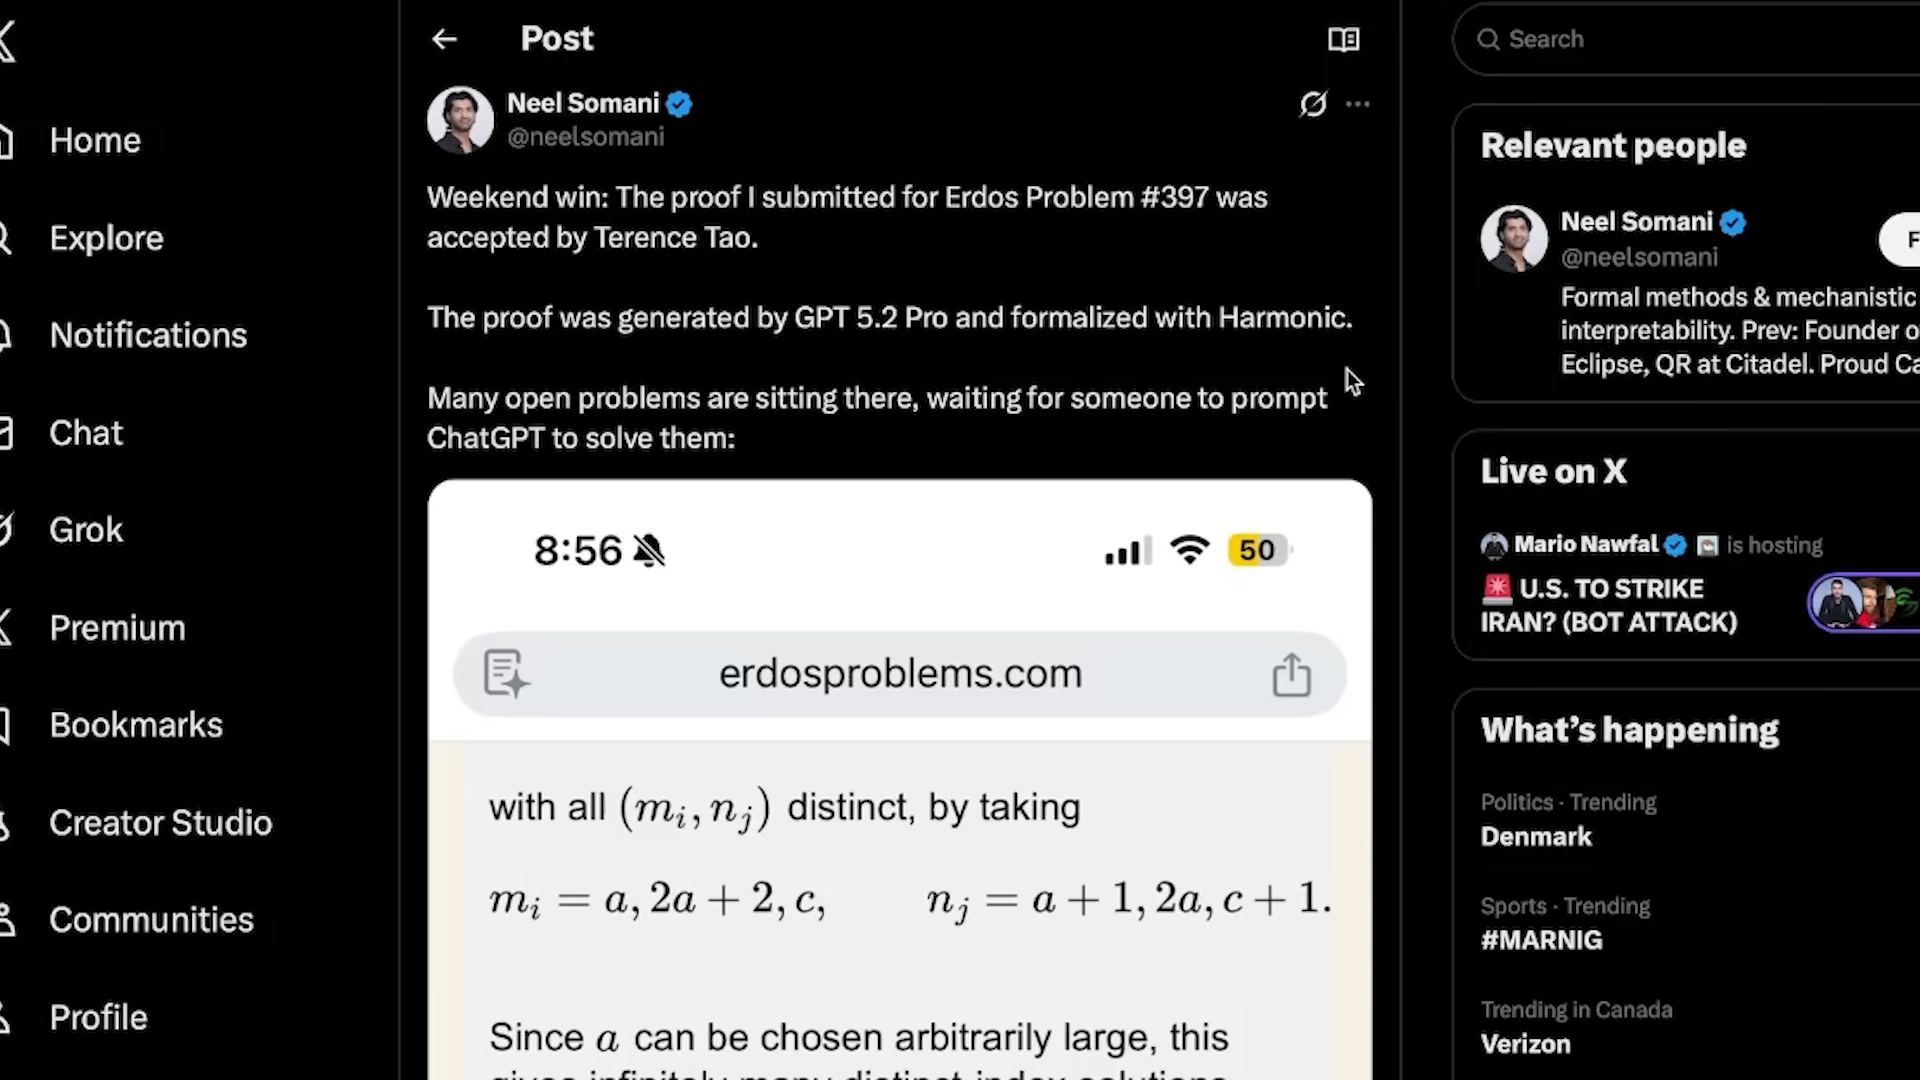 Home
Explore
Notifications
Chat
Grok
Premium
Bookmarks
Creator Studio
Communities
Profile
Post
Neel Somani
@neelsomani
Weekend win: The proof I submitted for Erdos Problem #397 was
accepted by Terence Tao.
The proof was generated by GPT 5.2 Pro and formalized with Harmonic.
Many open problems are sitting there, waiting for someone to prompt
ChatGPT to solve them:
8:56
50
erdosproblems.com
with all (mᵢ, nⱼ) distinct, by taking
mᵢ = a, 2a + 2, c, nⱼ = a + 1, 2a, c + 1.
Since a can be chosen arbitrarily large, this
Search
Relevant people
Neel Somani
@neelsomani
Formal methods & mechanistic
interpretability. Prev: Founder
Eclipse, QR at Citadel. Proud
Live on X
Mario Nawfal is hosting
🚨 U.S. TO STRIKE
IRAN? (BOT ATTACK)
What's happening
Politics · Trending
Denmark
Sports · Trending
#MARNIG
Trending in Canada
Verizon